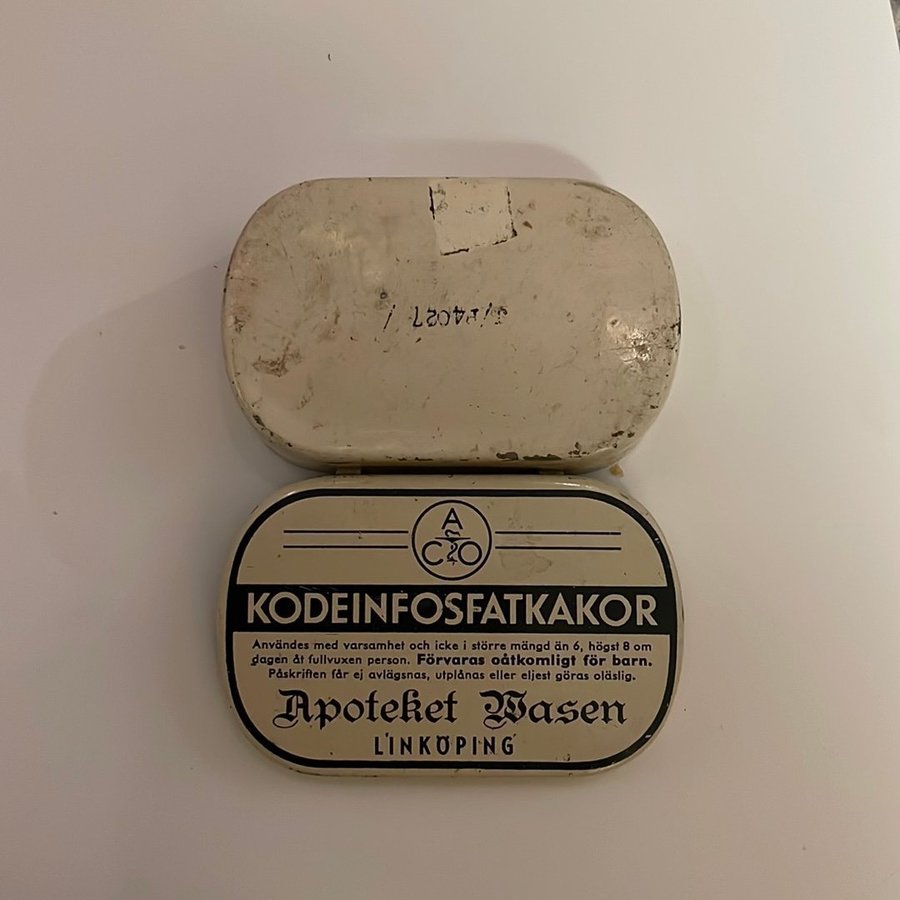 A
C O
KODEINFOSFATKAKOR
Användes med varsamhet och icke i större mängd än 6, högst 8 om
dagen åt fullvuxen person. Förvaras oåtkomligt för barn.
Påskriften får ej avlägsnas, utplånas eller eljest göras oläslig.
Apoteket Wasen
LINKÖPING